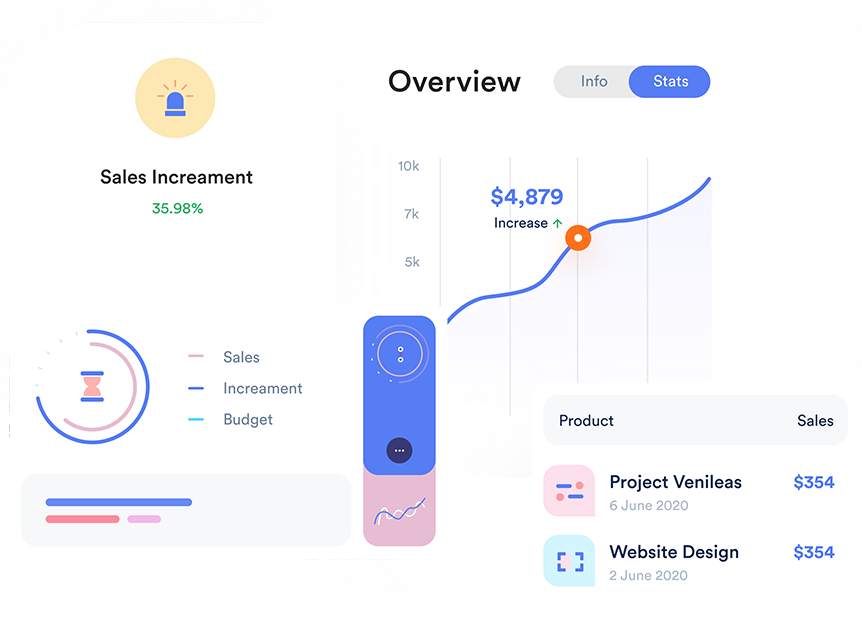 Sales Increament
35.98%
Overview
Info
Stats
10k
7k
5k
$4,879
Increase ↑
Sales
Increament
Budget
Product
Sales
Project Venileas
$354
6 June 2020
Website Design
$354
2 June 2020